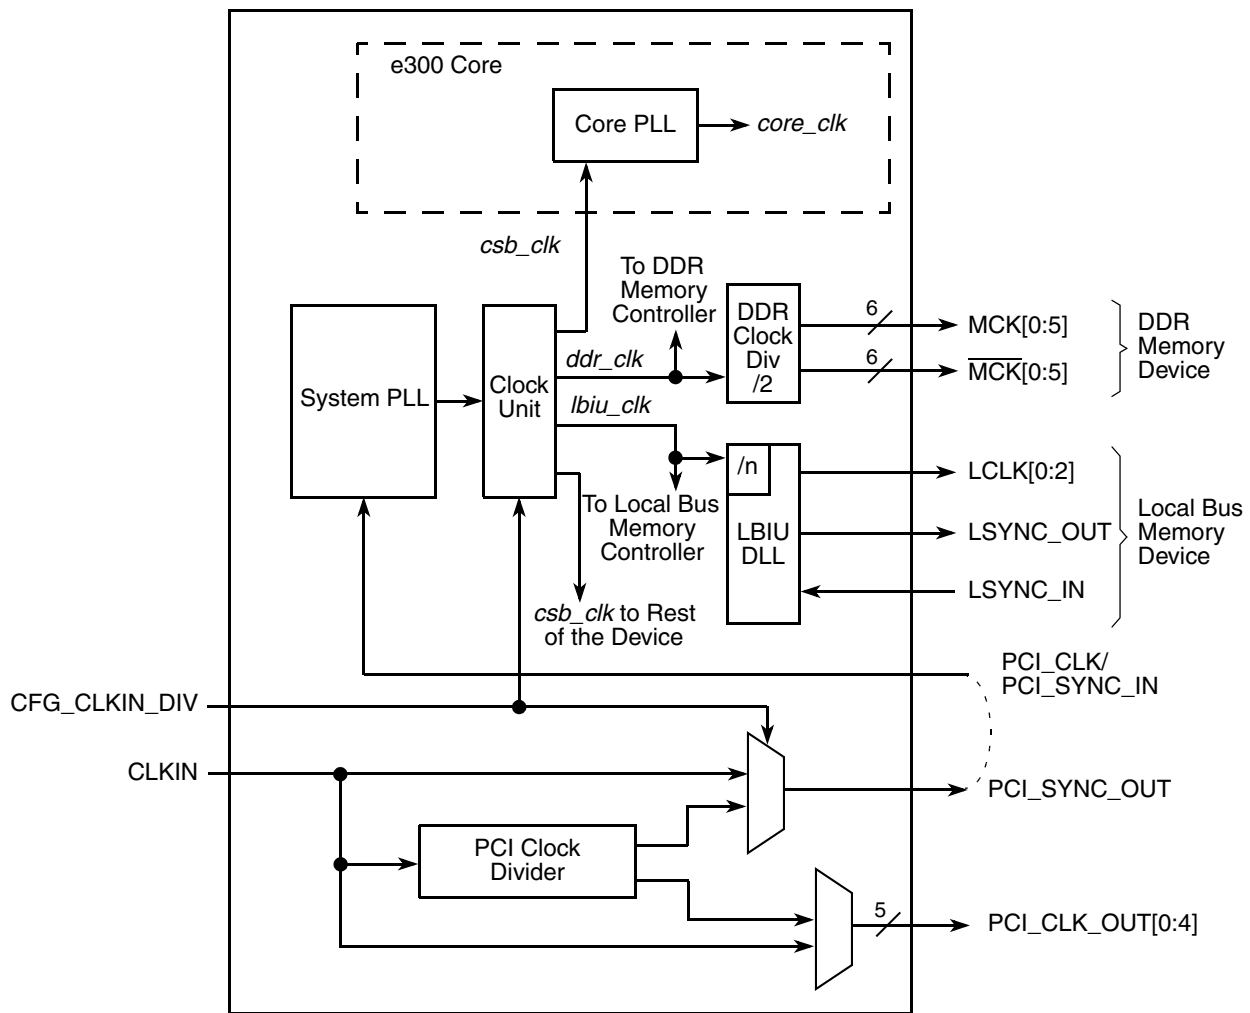 e300 Core
Core PLL
core_clk
csb_clk
To DDR
Memory
Controller
DDR
Clock
Div
/2
6
MCK[0:5]
6
M̅C̅K̅[0:5]
DDR
Memory
Device
System PLL
Clock
Unit
ddr_clk
lbiu_clk
/n
LBIU
DLL
To Local Bus
Memory
Controller
LCLK[0:2]
LSYNC_OUT
LSYNC_IN
Local Bus
Memory
Device
csb_clk to Rest
of the Device
PCI_CLK/
PCI_SYNC_IN
CFG_CLKIN_DIV
CLKIN
PCI_SYNC_OUT
PCI Clock
Divider
5
PCI_CLK_OUT[0:4]